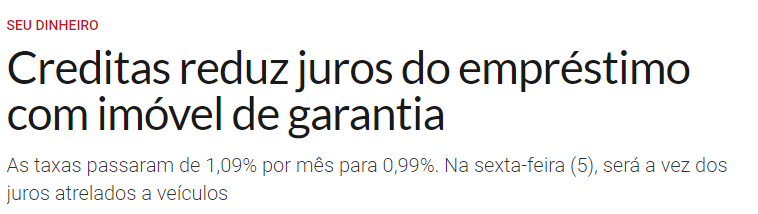 SEU DINHEIRO
Creditas reduz juros do empréstimo
com imóvel de garantia
As taxas passaram de 1,09% por mês para 0,99%. Na sexta-feira (5), será a vez dos
juros atrelados a veículos